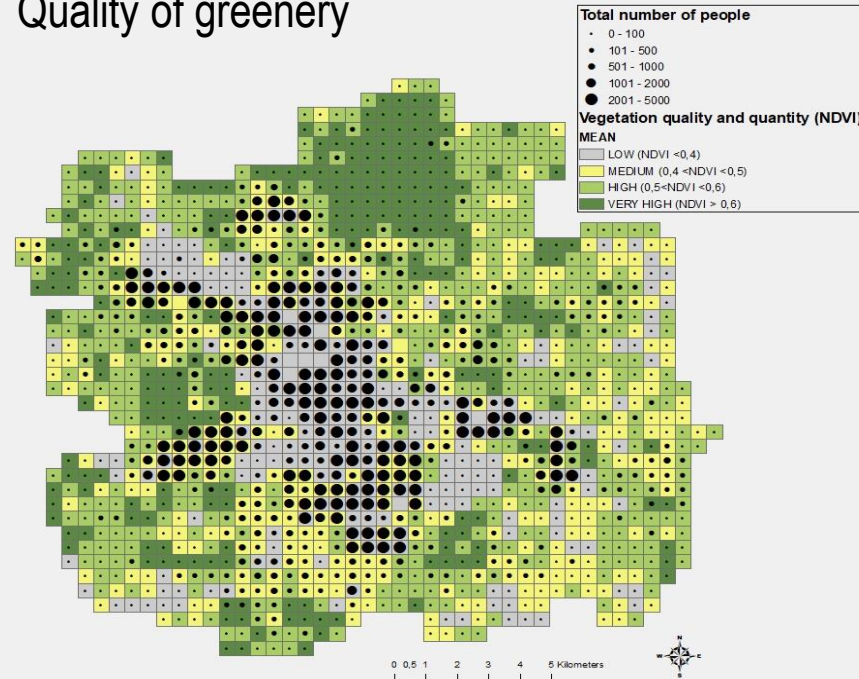 Quality of greenery
Total number of people
0 - 100
101 - 500
501 - 1000
1001 - 2000
2001 - 5000
Vegetation quality and quantity (NDVI)
MEAN
LOW (NDVI <0,4)
MEDIUM (0,4 <NDVI <0,5)
HIGH (0,5<NDVI <0,6)
VERY HIGH (NDVI > 0,6)
N
W E
S
0 0,5 1 2 3 4 5 Kilometers